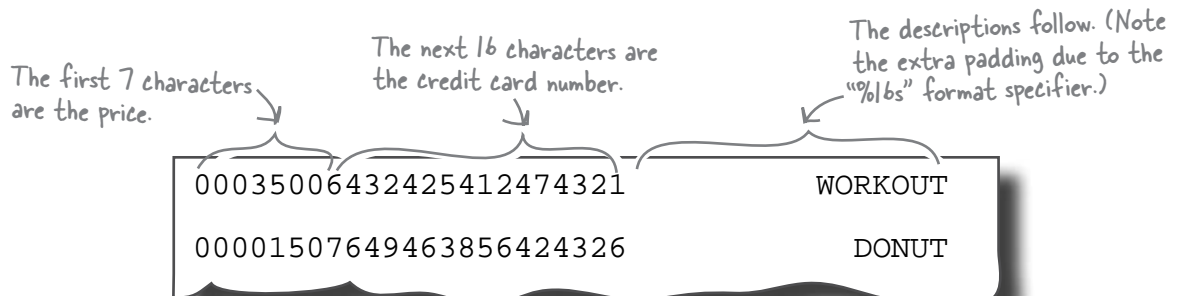 The first 7 characters
are the price.
The next 16 characters are
the credit card number.
The descriptions follow. (Note
the extra padding due to the
“%16s” format specifier.)
00035006432425412474321 WORKOUT
00001507649463856424326 DONUT